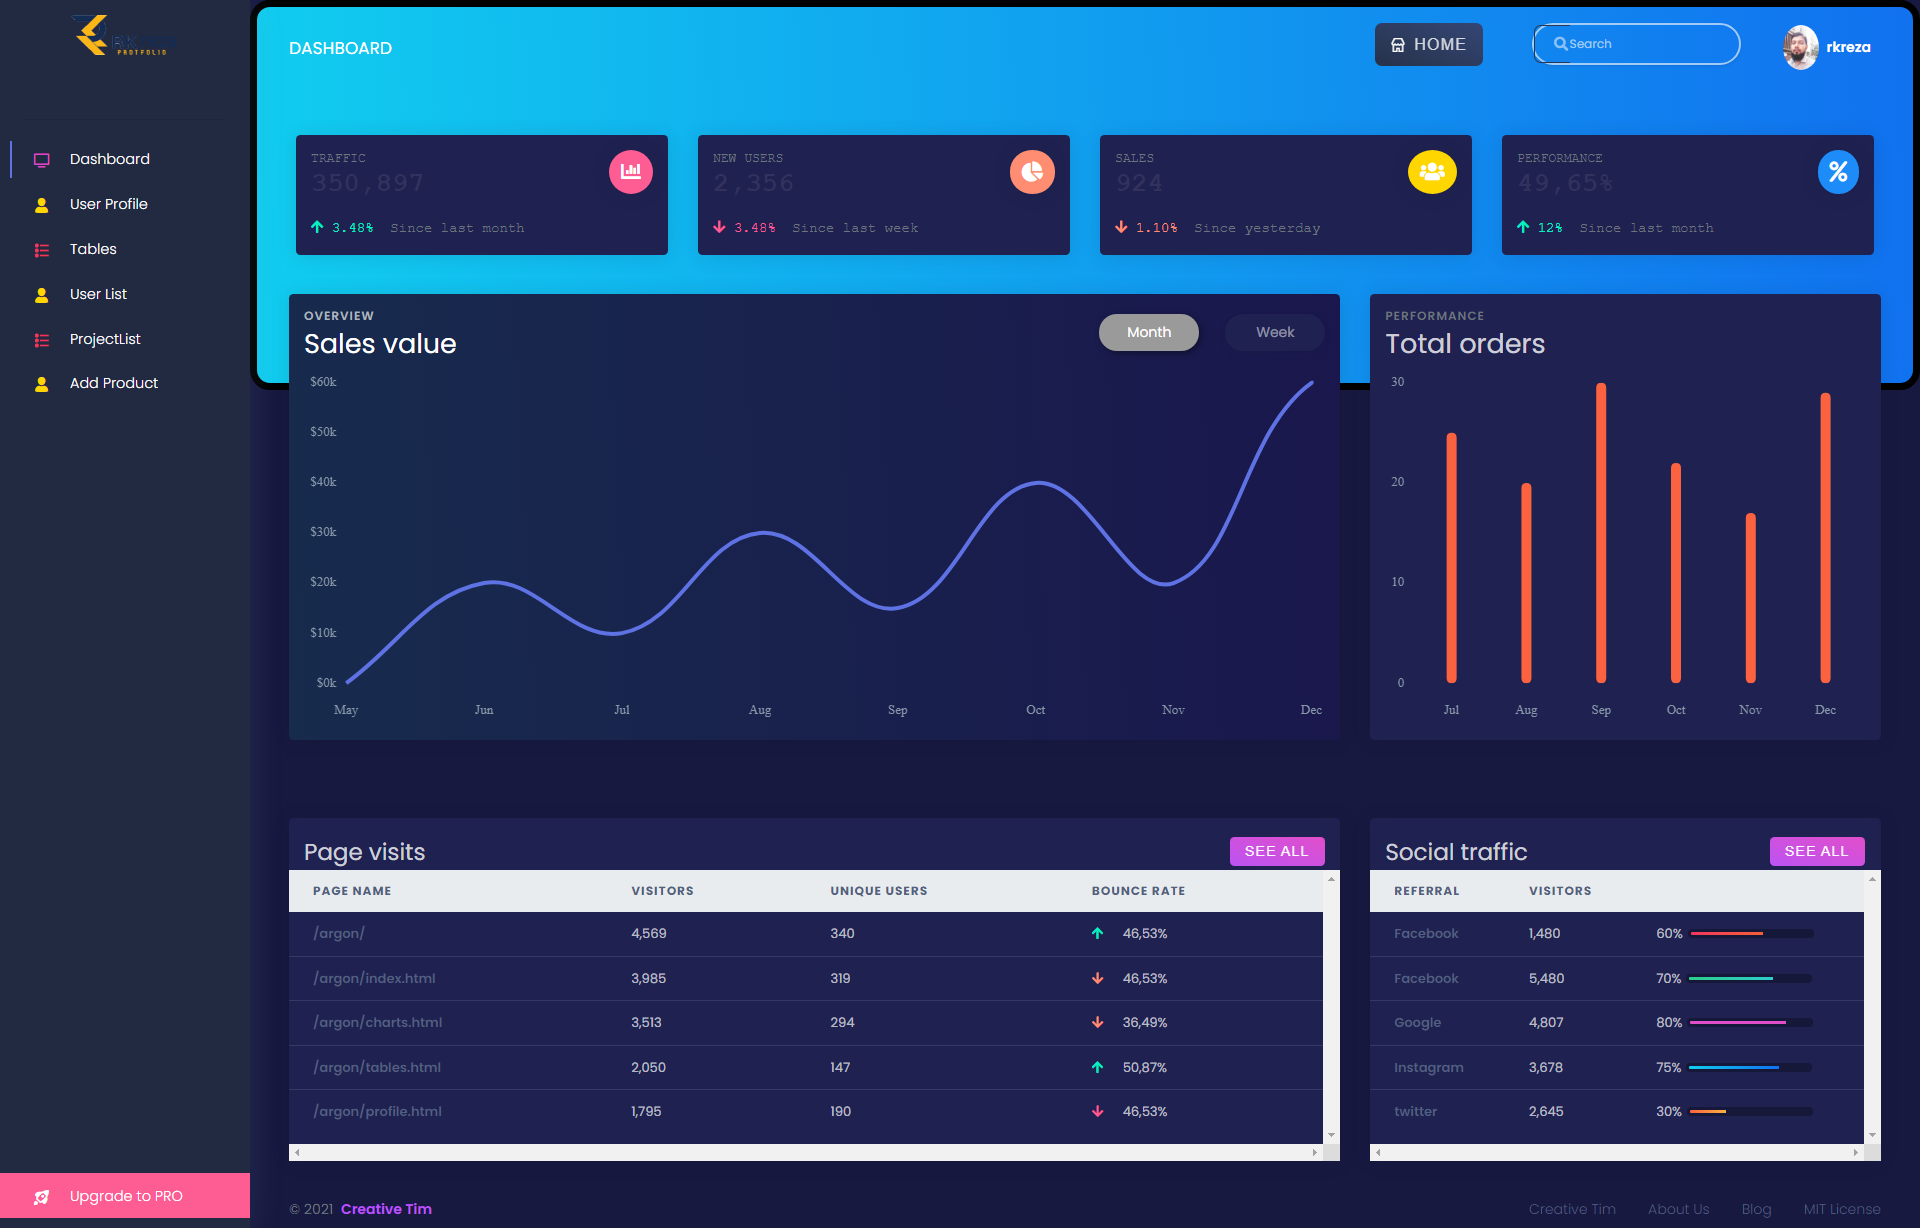 PROTFOLIO
DASHBOARD
HOME
Search
rkreza
Dashboard
User Profile
Tables
User List
ProjectList
Add Product
Upgrade to PRO
TRAFFIC
350,897
3.48% Since last month
NEW USERS
2,356
3.48% Since last week
SALES
924
1.10% Since yesterday
PERFORMANCE
49,65%
12% Since last month
OVERVIEW
Sales value
Month Week
$60k
$50k
$40k
$30k
$20k
$10k
$0k
May Jun Jul Aug Sep Oct Nov Dec
PERFORMANCE
Total orders
30
20
10
0
Jul Aug Sep Oct Nov Dec
Page visits
SEE ALL
PAGE NAME VISITORS UNIQUE USERS BOUNCE RATE
/argon/ 4,569 340 46,53%
/argon/index.html 3,985 319 46,53%
/argon/charts.html 3,513 294 36,49%
/argon/tables.html 2,050 147 50,87%
/argon/profile.html 1,795 190 46,53%
Social traffic
SEE ALL
REFERRAL VISITORS
Facebook 1,480 60%
Facebook 5,480 70%
Google 4,807 80%
Instagram 3,678 75%
twitter 2,645 30%
© 2021 Creative Tim
Creative Tim About Us Blog MIT License